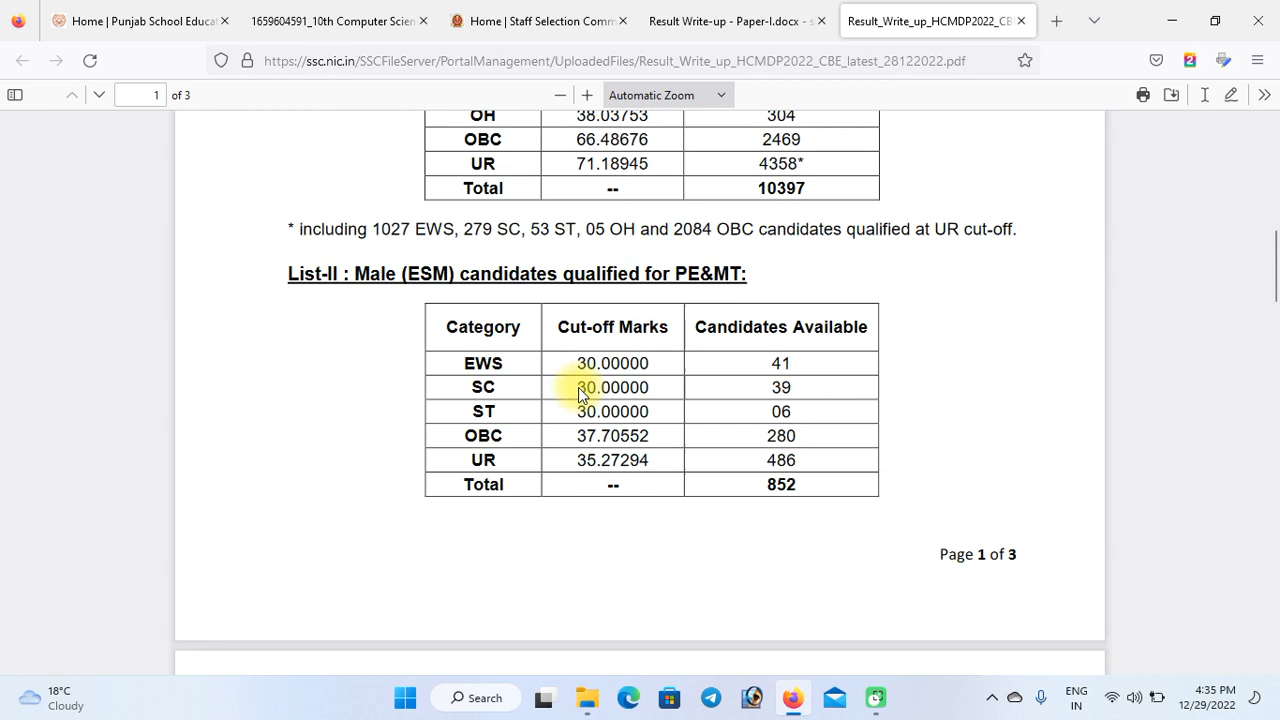 Home | Punjab School Educat
1659604591_10th Computer Scien
Home | Staff Selection Comm
Result Write-up - Paper-I.docx - s
Result_Write_up_HCMDP2022_CB
https://ssc.nic.in/SSCFileServer/PortalManagement/UploadedFiles/Result_Write_up_HCMDP2022_CBE_latest_28122022.pdf
2
1 of 3
Automatic Zoom
OH 38.03753 304
OBC 66.48676 2469
UR 71.18945 4358*
Total -- 10397
* including 1027 EWS, 279 SC, 53 ST, 05 OH and 2084 OBC candidates qualified at UR cut-off.
List-II : Male (ESM) candidates qualified for PE&MT:
Category Cut-off Marks Candidates Available
EWS 30.00000 41
SC 30.00000 39
ST 30.00000 06
OBC 37.70552 280
UR 35.27294 486
Total -- 852
Page 1 of 3
18°C
Cloudy
Search
ENG
IN
4:35 PM
12/29/2022